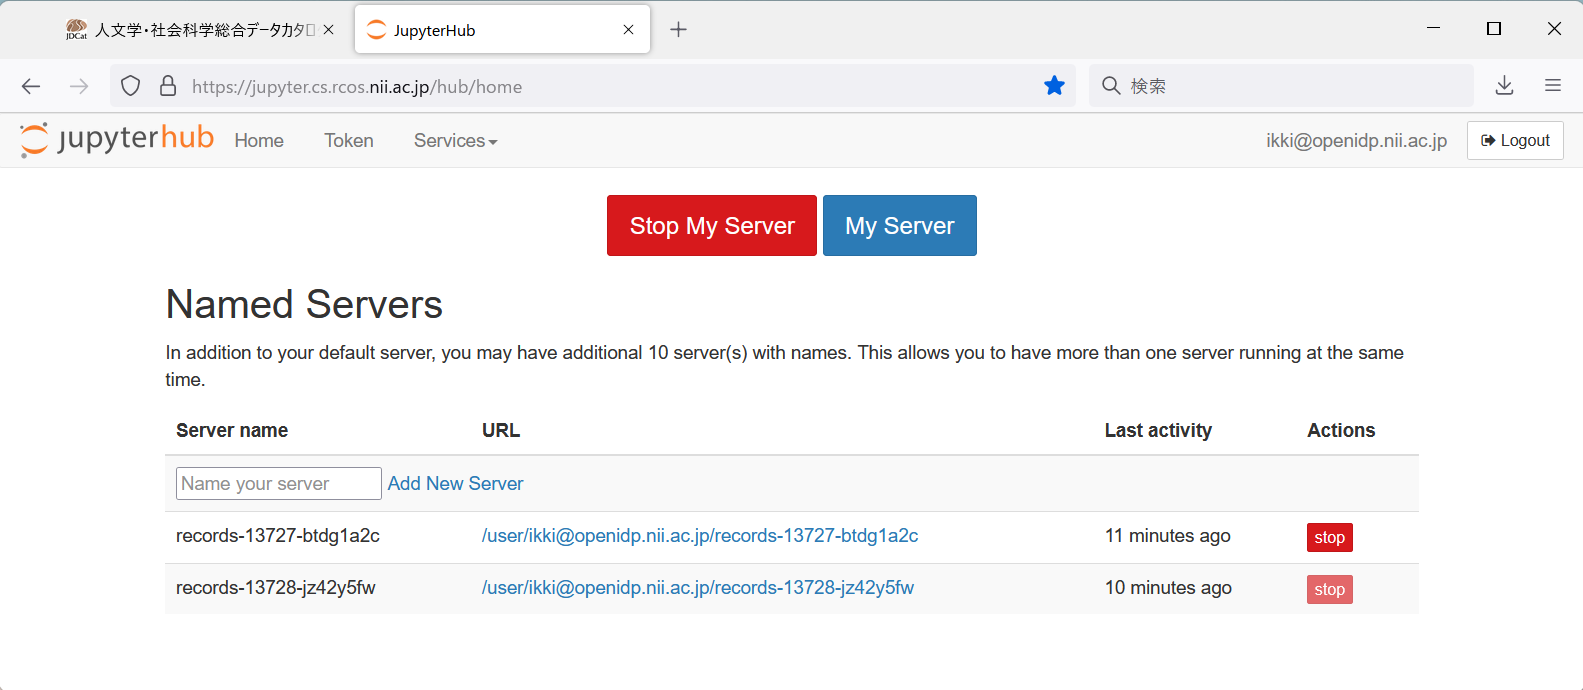 JDCat 人文学・社会科学総合データカタロ
JupyterHub
https://jupyter.cs.rcos.nii.ac.jp/hub/home
検索
jupyterhub Home Token Services ikki@openidp.nii.ac.jp Logout
Stop My Server My Server
Named Servers
In addition to your default server, you may have additional 10 server(s) with names. This allows you to have more than one server running at the same
time.
Server name URL Last activity Actions
Name your server Add New Server
records-13727-btdg1a2c /user/ikki@openidp.nii.ac.jp/records-13727-btdg1a2c 11 minutes ago stop
records-13728-jz42y5fw /user/ikki@openidp.nii.ac.jp/records-13728-jz42y5fw 10 minutes ago stop